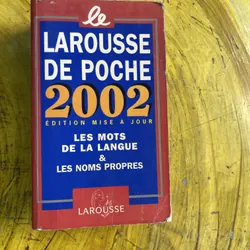 le
LAROUSSE
DE POCHE
2002
ÉDITION MISE À JOUR
LES MOTS
DE LA LANGUE
&
LES NOMS PROPRES
LAROUSSE